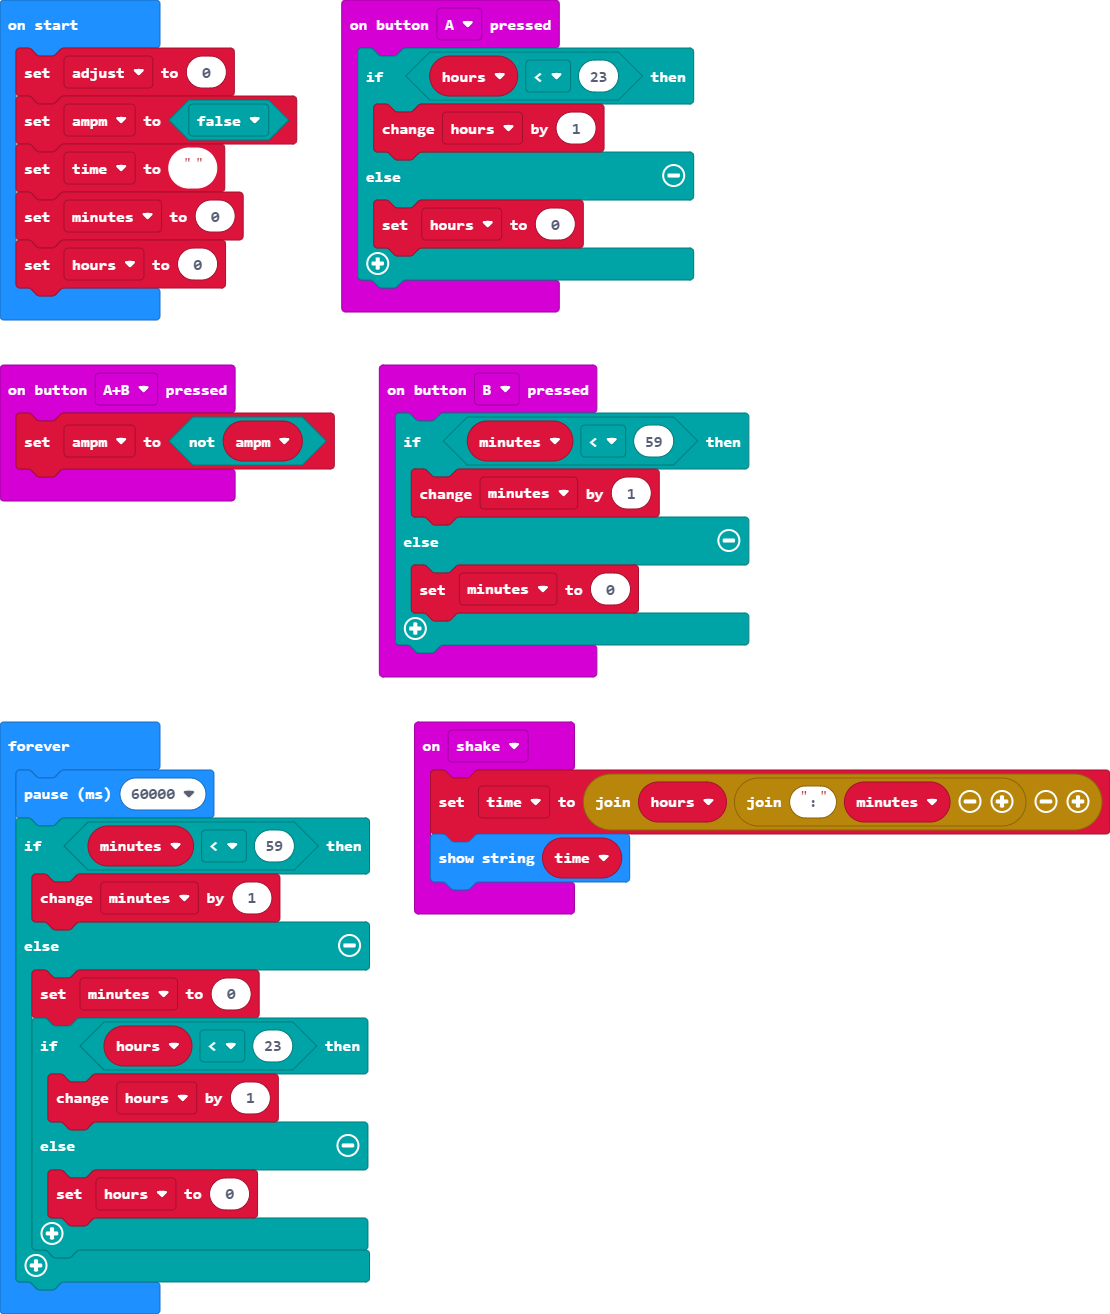 on start
set adjust to 0
set ampm to false
set time to " "
set minutes to 0
set hours to 0
on button A pressed
if hours < 23 then
change hours by 1
else
set hours to 0
on button A+B pressed
set ampm to not ampm
on button B pressed
if minutes < 59 then
change minutes by 1
else
set minutes to 0
forever
pause (ms) 60000
if minutes < 59 then
change minutes by 1
else
set minutes to 0
if hours < 23 then
change hours by 1
else
set hours to 0
on shake
set time to join hours join ":" minutes
show string time